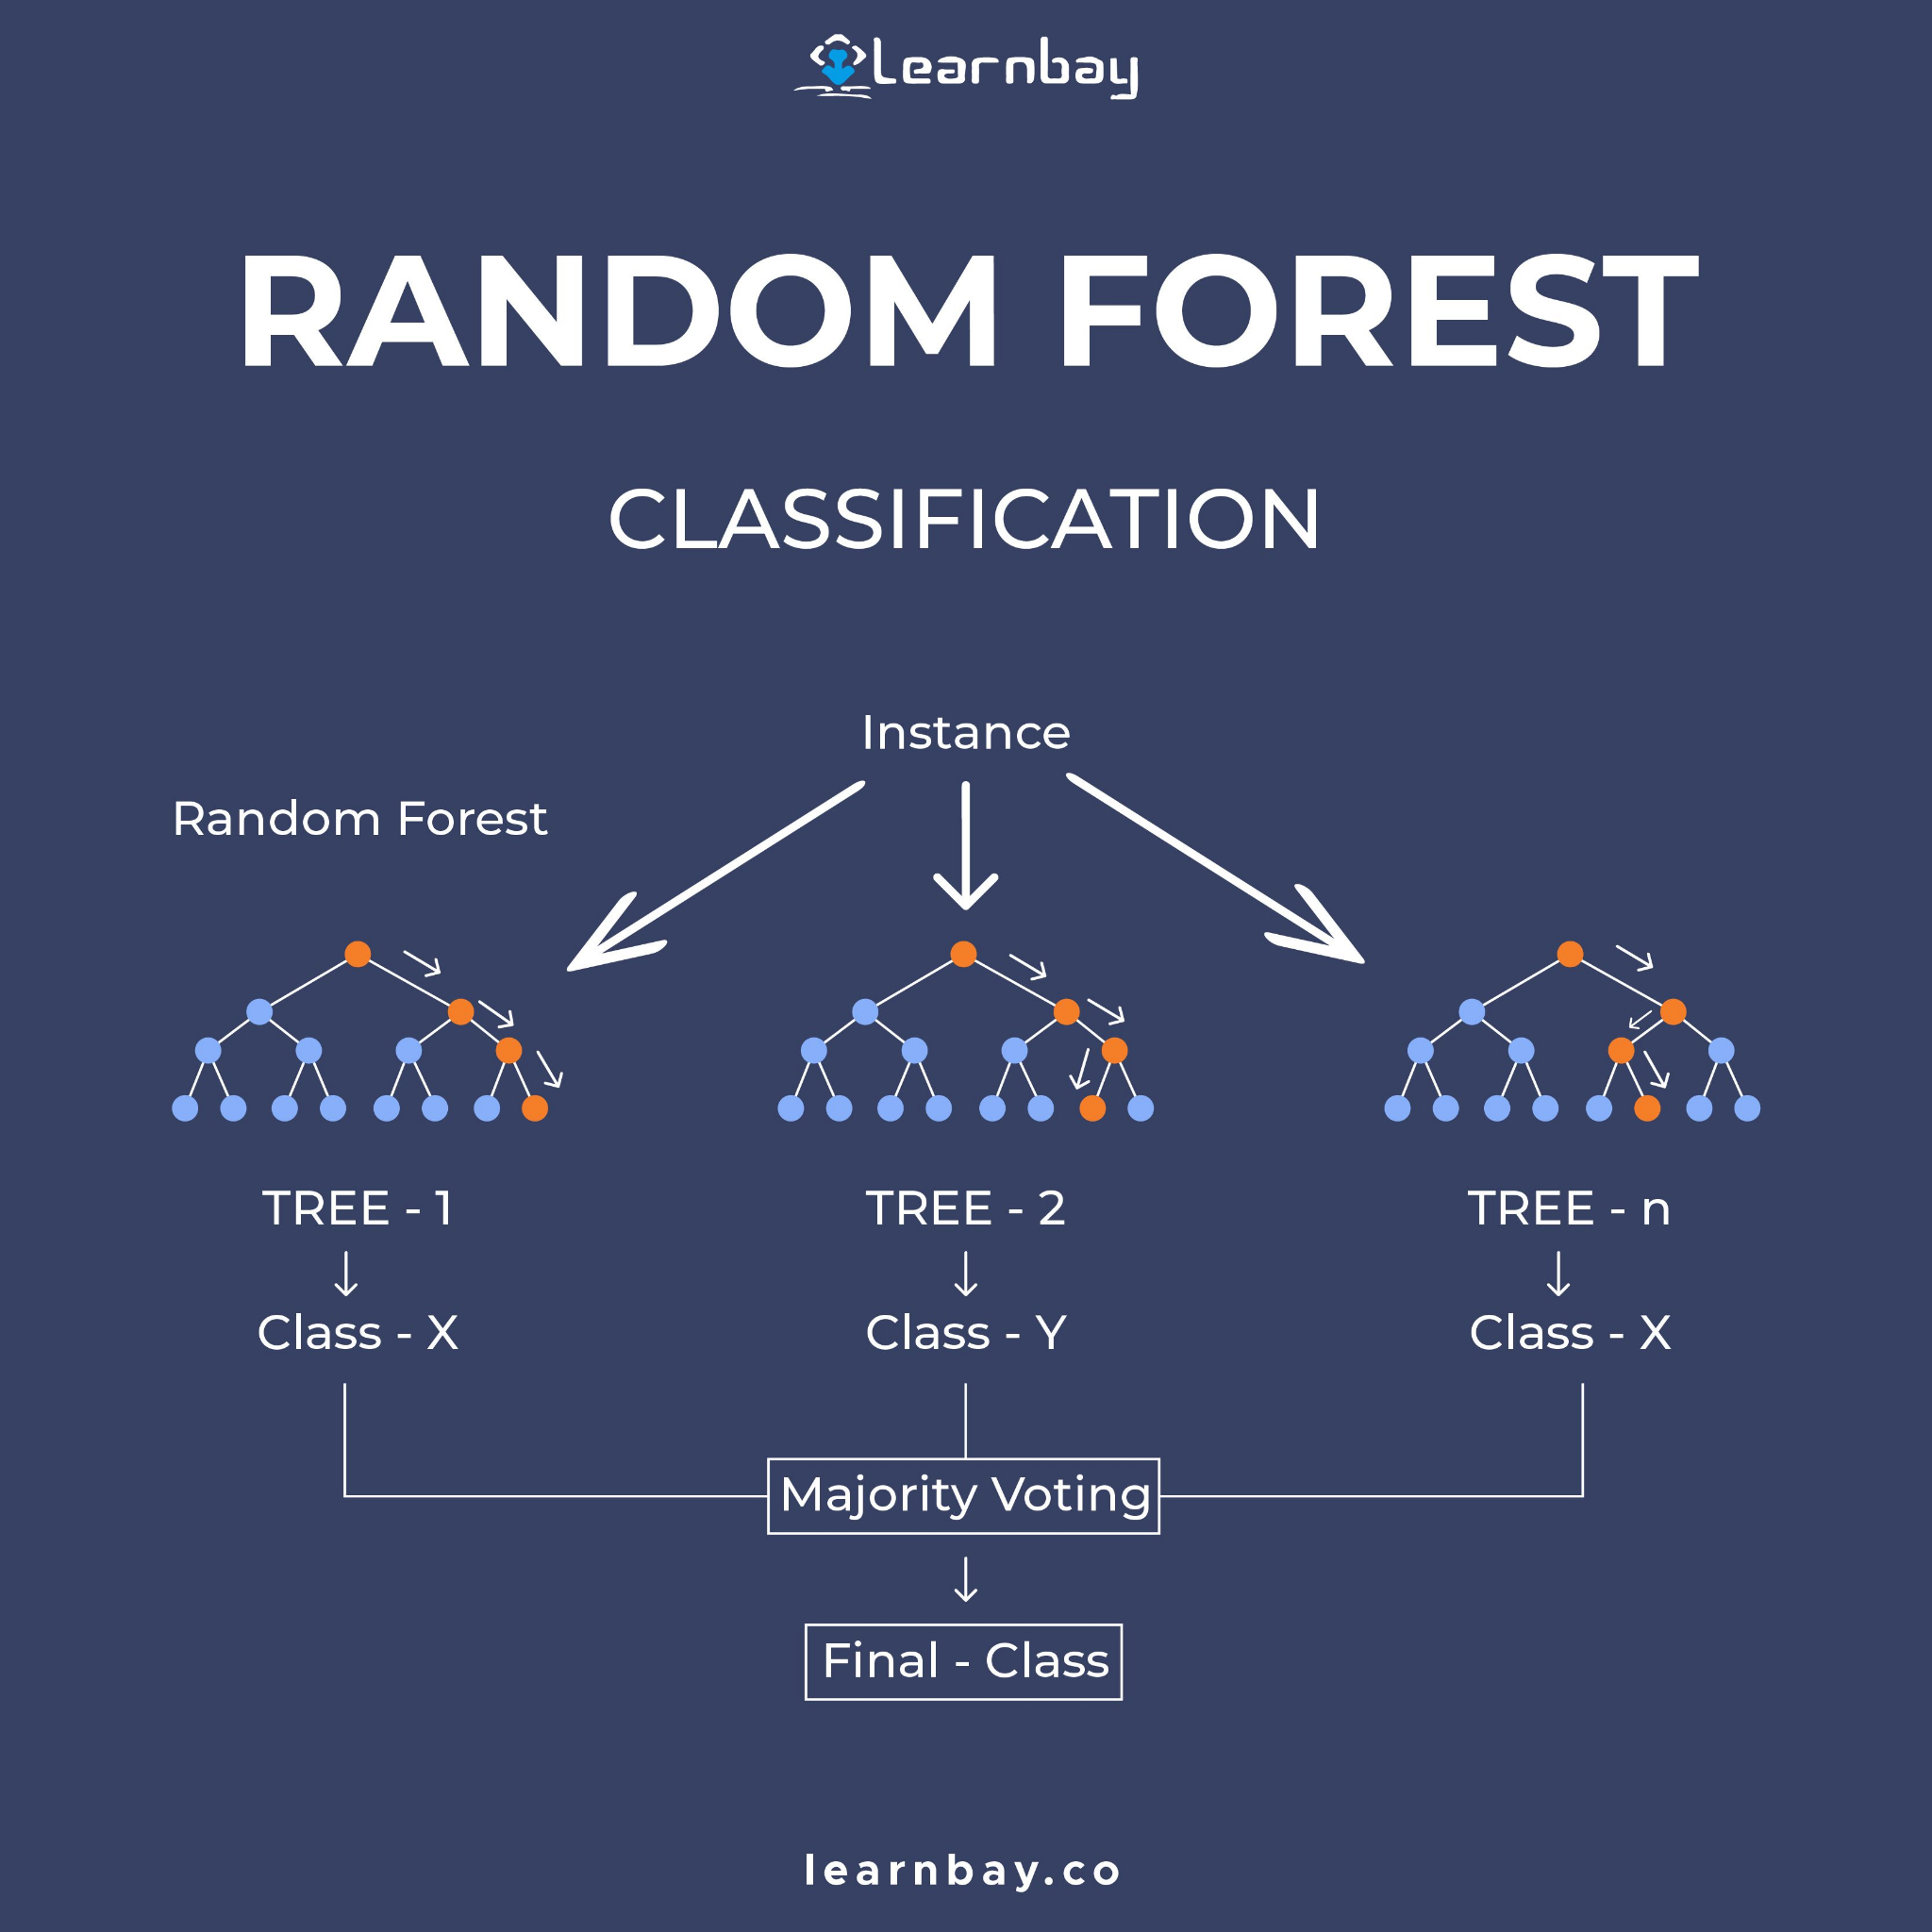 learnbay
RANDOM FOREST
CLASSIFICATION
Instance
Random Forest
TREE - 1
TREE - 2
TREE - n
Class - X
Class - Y
Class - X
Majority Voting
Final - Class
learnbay.co